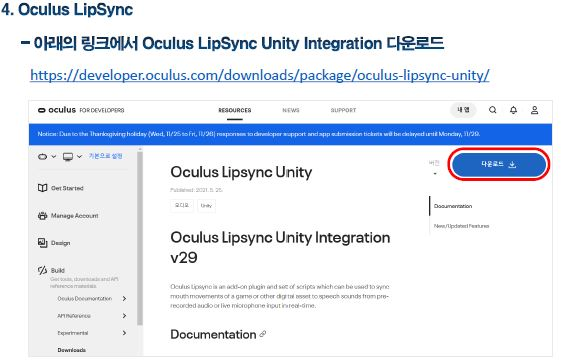 4. Oculus LipSync
- 아래의 링크에서 Oculus LipSync Unity Integration 다운로드
https://developer.oculus.com/downloads/package/oculus-lipsync-unity/
oculus FOR DEVELOPERS
RESOURCES
NEWS
SUPPORT
내 앱
Notice: Due to the Thanksgiving holiday (Wed, 11/25 to Fri, 11/26) responses to developer support and app submission tickets will be delayed until Monday, 11/29.
기본으로 설정
Get Started
Manage Account
Design
Build
Get tools, downloads and API
reference materials.
Oculus Documentation
API Reference
Experimental
Downloads
Oculus Lipsync Unity
Published: 2021. 5. 25.
오디오
Unity
Oculus Lipsync Unity Integration
v29
Oculus Lipsync is an add-on plugin and set of scripts which can be used to sync
mouth movements of a game or other digital asset to speech sounds from pre-
recorded audio or live microphone input in real-time.
Documentation
버전
다운로드
Documentation
New/Updated Features